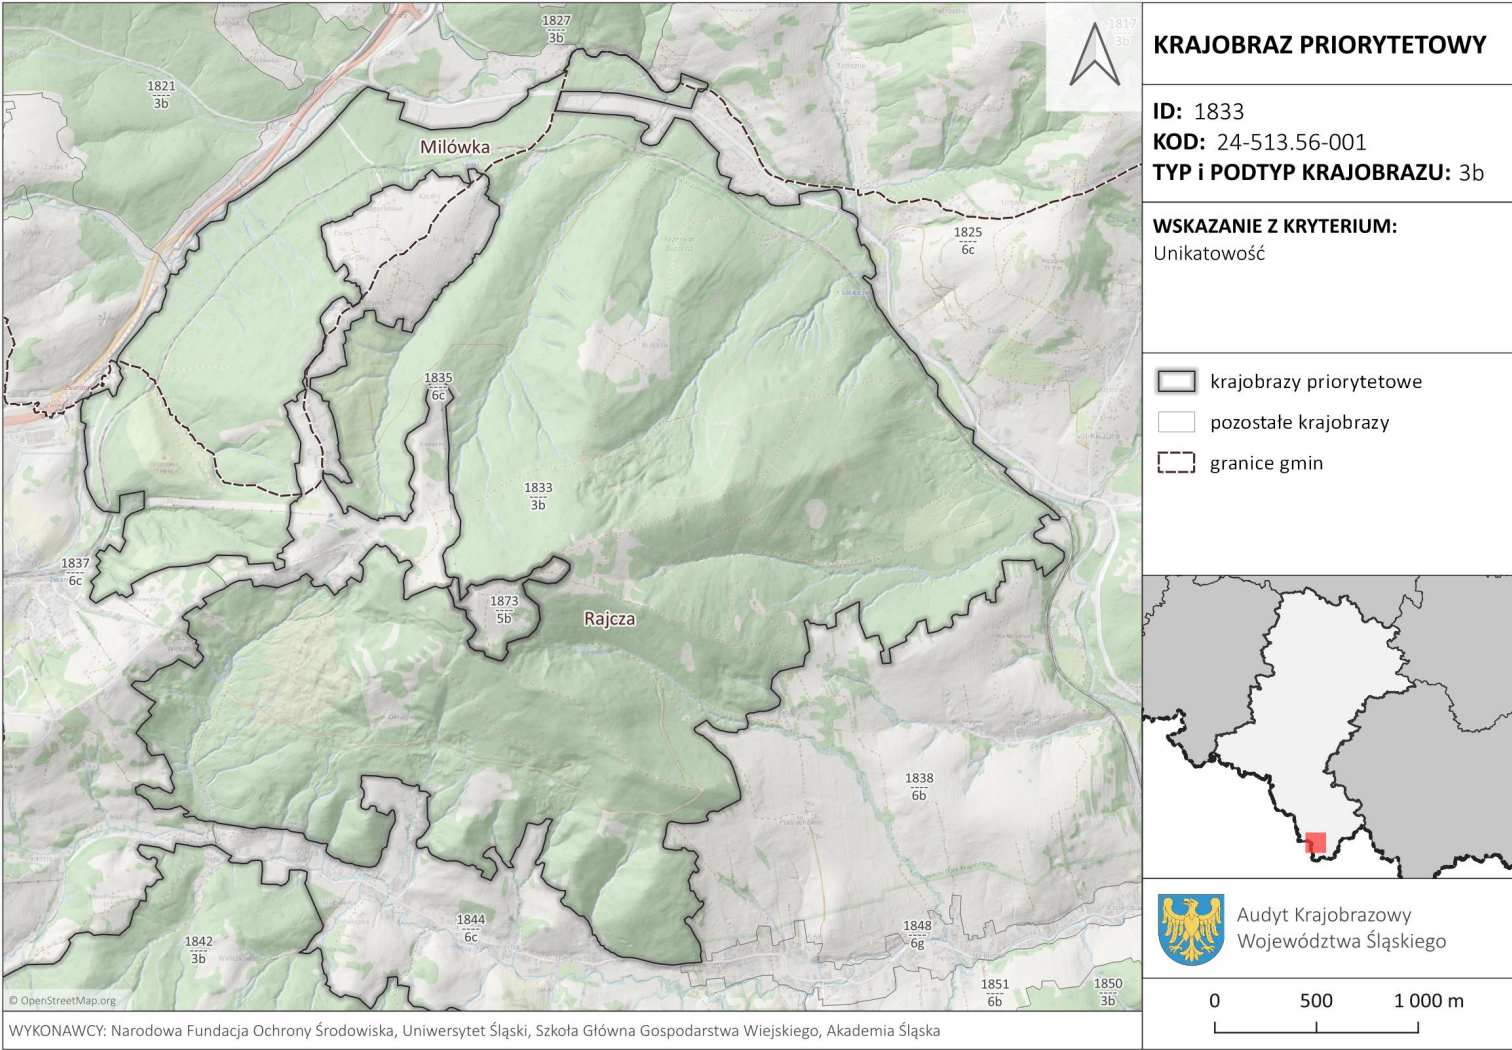 1827
3b
1817
3b
1821
3b
Milówka
1825
6c
1835
6c
1833
3b
1837
6c
1873
5b
Rajcza
1838
6b
1844
6c
1842
3b
1848
6g
1851
6b
1850
3b
© OpenStreetMap.org
WYKONAWCY: Narodowa Fundacja Ochrony Środowiska, Uniwersytet Śląski, Szkoła Główna Gospodarstwa Wiejskiego, Akademia Śląska
KRAJOBRAZ PRIORYTETOWY
ID: 1833
KOD: 24-513.56-001
TYP i PODTYP KRAJOBRAZU: 3b
WSKAZANIE Z KRYTERIUM:
Unikatowość
krajobrazy priorytetowe
pozostałe krajobrazy
granice gmin
Audyt Krajobrazowy
Województwa Śląskiego
0 500 1 000 m